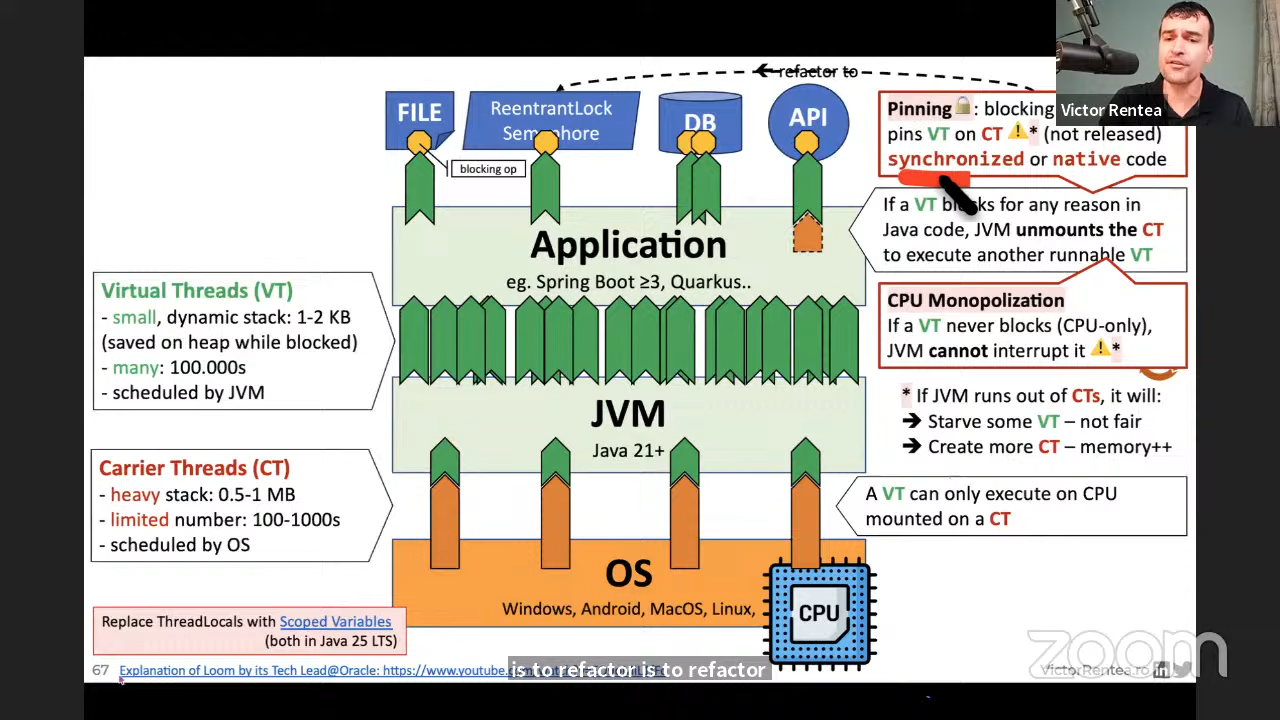 refactor to
FILE
ReentrantLock
Semaphore
DB
API
blocking op
Pinning🔒: blocking
pins VT on CT ⚠* (not released)
synchronized or native code
Victor Rentea
If a VT blocks for any reason in
Java code, JVM unmounts the CT
to execute another runnable VT
Application
eg. Spring Boot ≥3, Quarkus..
CPU Monopolization
If a VT never blocks (CPU-only),
JVM cannot interrupt it ⚠*
Virtual Threads (VT)
- small, dynamic stack: 1-2 KB
(saved on heap while blocked)
- many: 100.000s
- scheduled by JVM
* If JVM runs out of CTs, it will:
➔ Starve some VT – not fair
➔ Create more CT – memory++
JVM
Java 21+
Carrier Threads (CT)
- heavy stack: 0.5-1 MB
- limited number: 100-1000s
- scheduled by OS
A VT can only execute on CPU
mounted on a CT
OS
Windows, Android, MacOS, Linux,
CPU
Replace ThreadLocals with Scoped Variables
(both in Java 25 LTS)
67
Explanation of Loom by its Tech Lead@Oracle: https://www.youtube.
is to refactor is to refactor
VictorRentea.ro
zoom